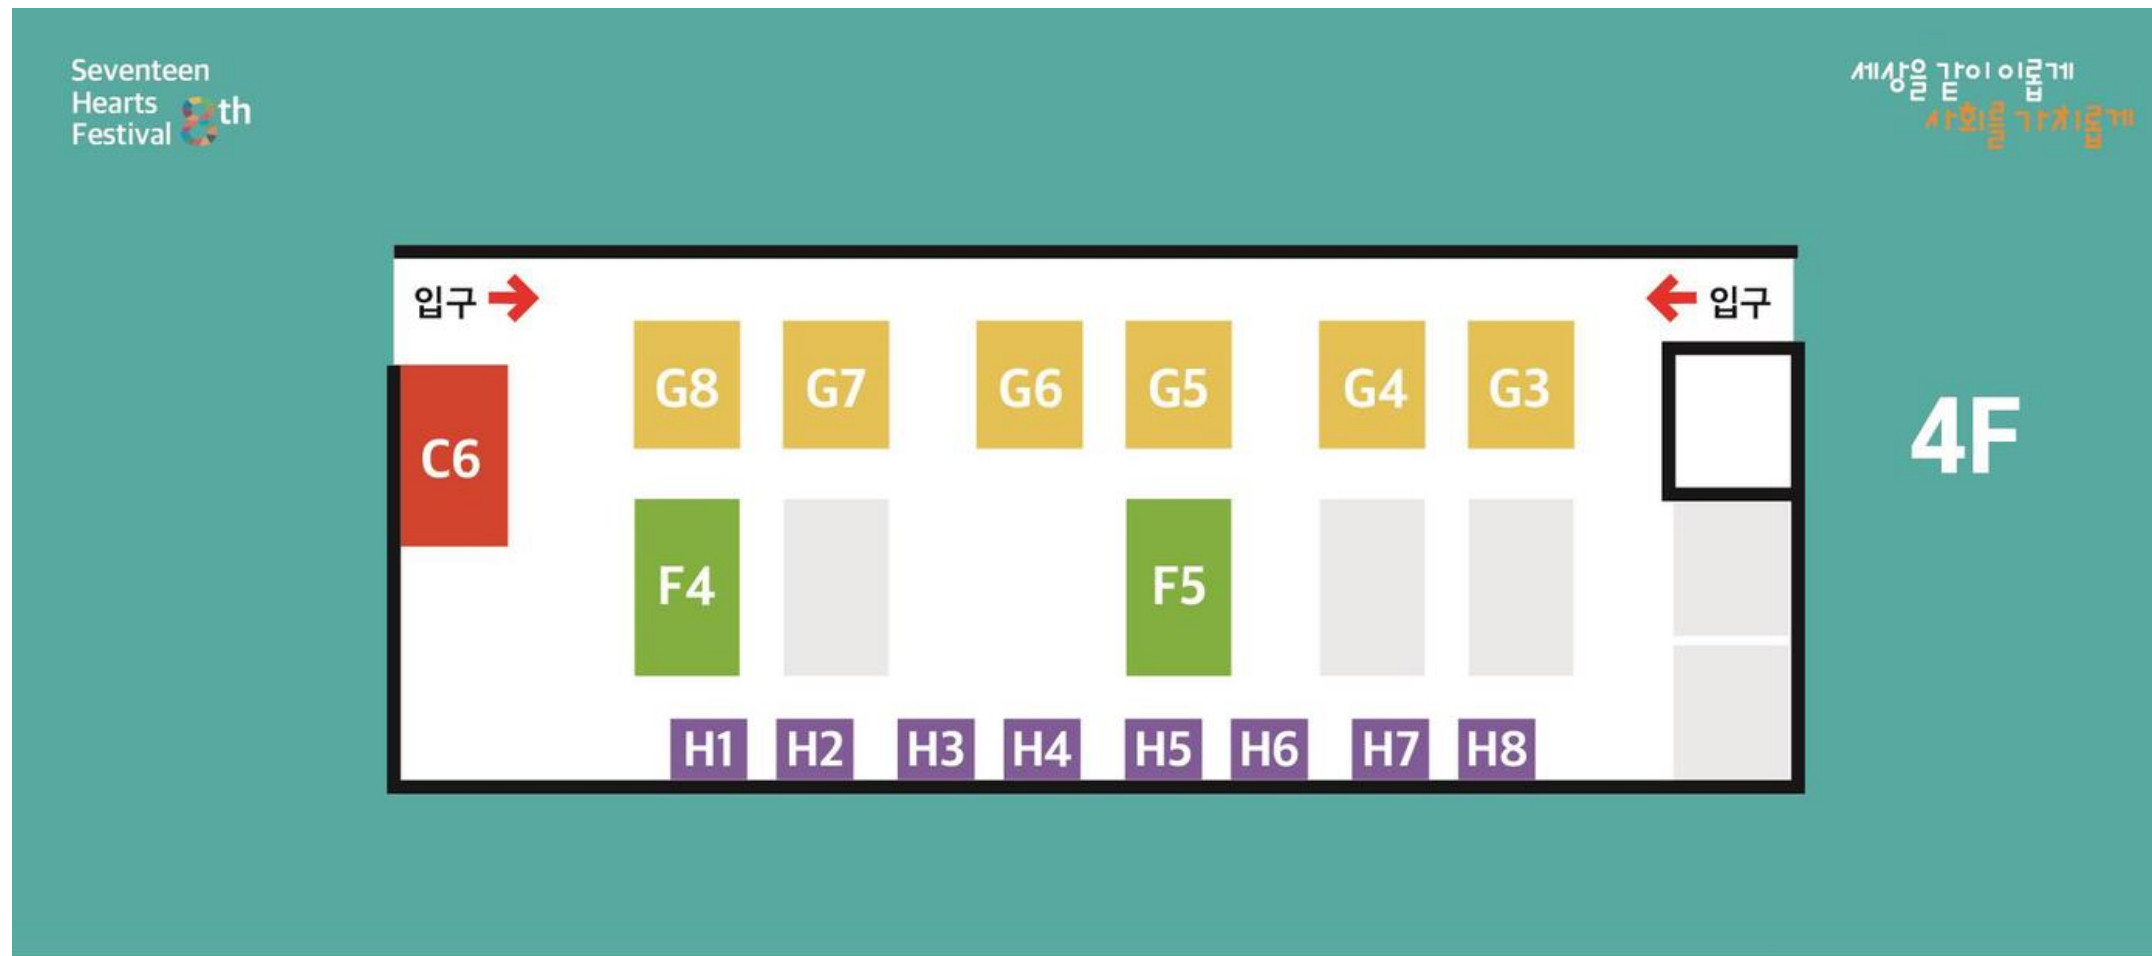 Seventeen
Hearts
Festival 8th
세상을 같이 이롭게
사회를 가치롭게
입구
입구
G8 G7 G6 G5 G4 G3
C6
4F
F4 F5
H1 H2 H3 H4 H5 H6 H7 H8